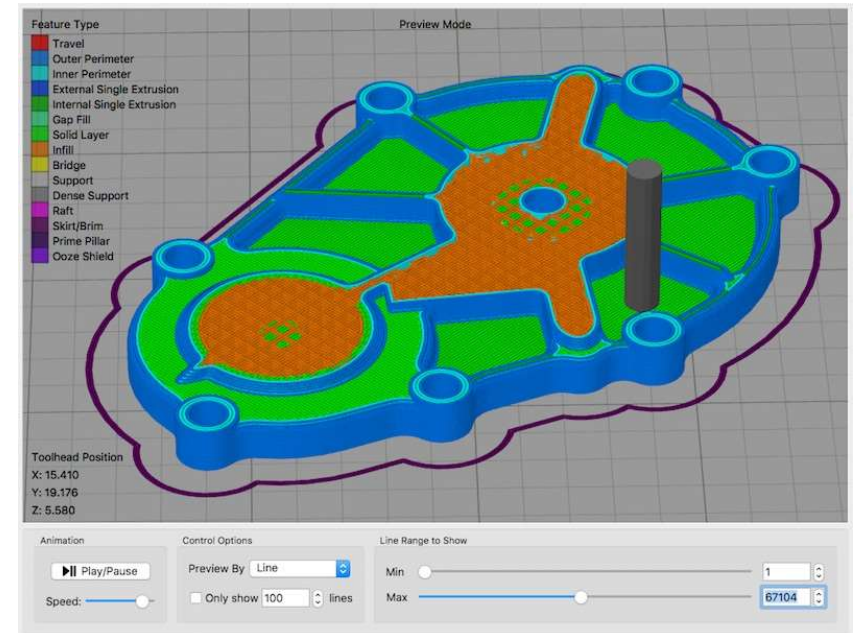 Feature Type
Preview Mode
Travel
Outer Perimeter
Inner Perimeter
External Single Extrusion
Internal Single Extrusion
Gap Fill
Solid Layer
Infill
Bridge
Support
Dense Support
Raft
Skirt/Brim
Prime Pillar
Ooze Shield
Toolhead Position
X: 15.410
Y: 19.176
Z: 5.580
Animation
Play/Pause
Speed:
Control Options
Preview By Line
Only show 100 lines
Line Range to Show
Min 1
Max 67104